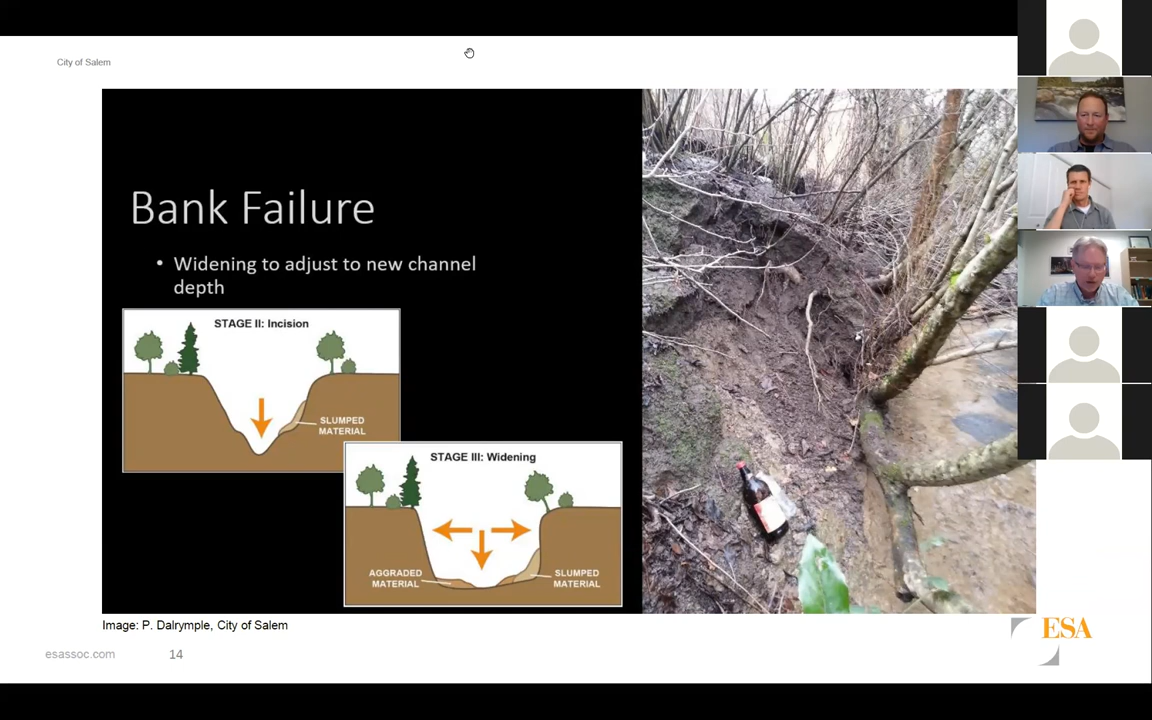 City of Salem
Bank Failure
• Widening to adjust to new channel
depth
STAGE II: Incision
SLUMPED
MATERIAL
STAGE III: Widening
AGGRADED
MATERIAL
SLUMPED
MATERIAL
Image: P. Dalrymple, City of Salem
esassoc.com
14
ESA